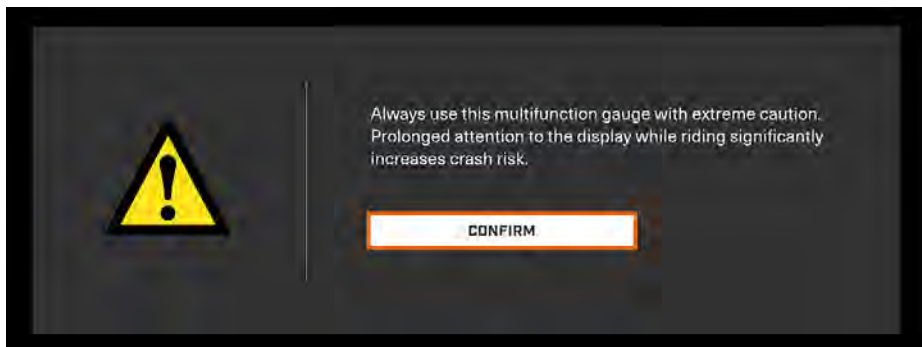 Always use this multifunction gauge with extreme caution.
Prolonged attention to the display while riding significantly
increases crash risk.
CONFIRM